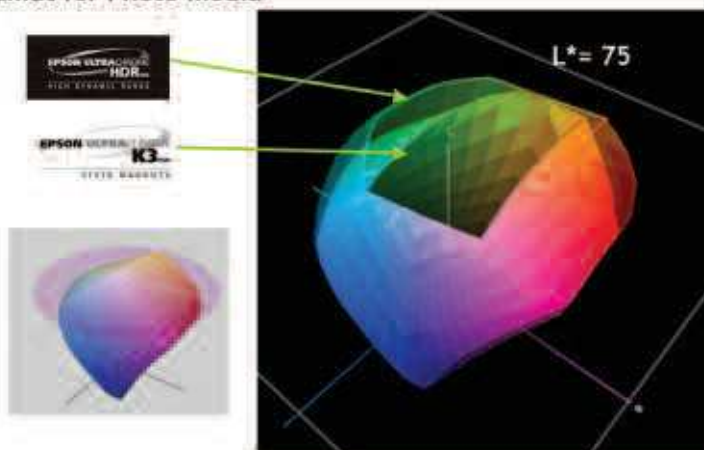 EPSON ULTRACHROME
HDR
HIGH DYNAMIC RANGE
EPSON ULTRACHROME
K3
VIVID MAGENTA
L*= 75